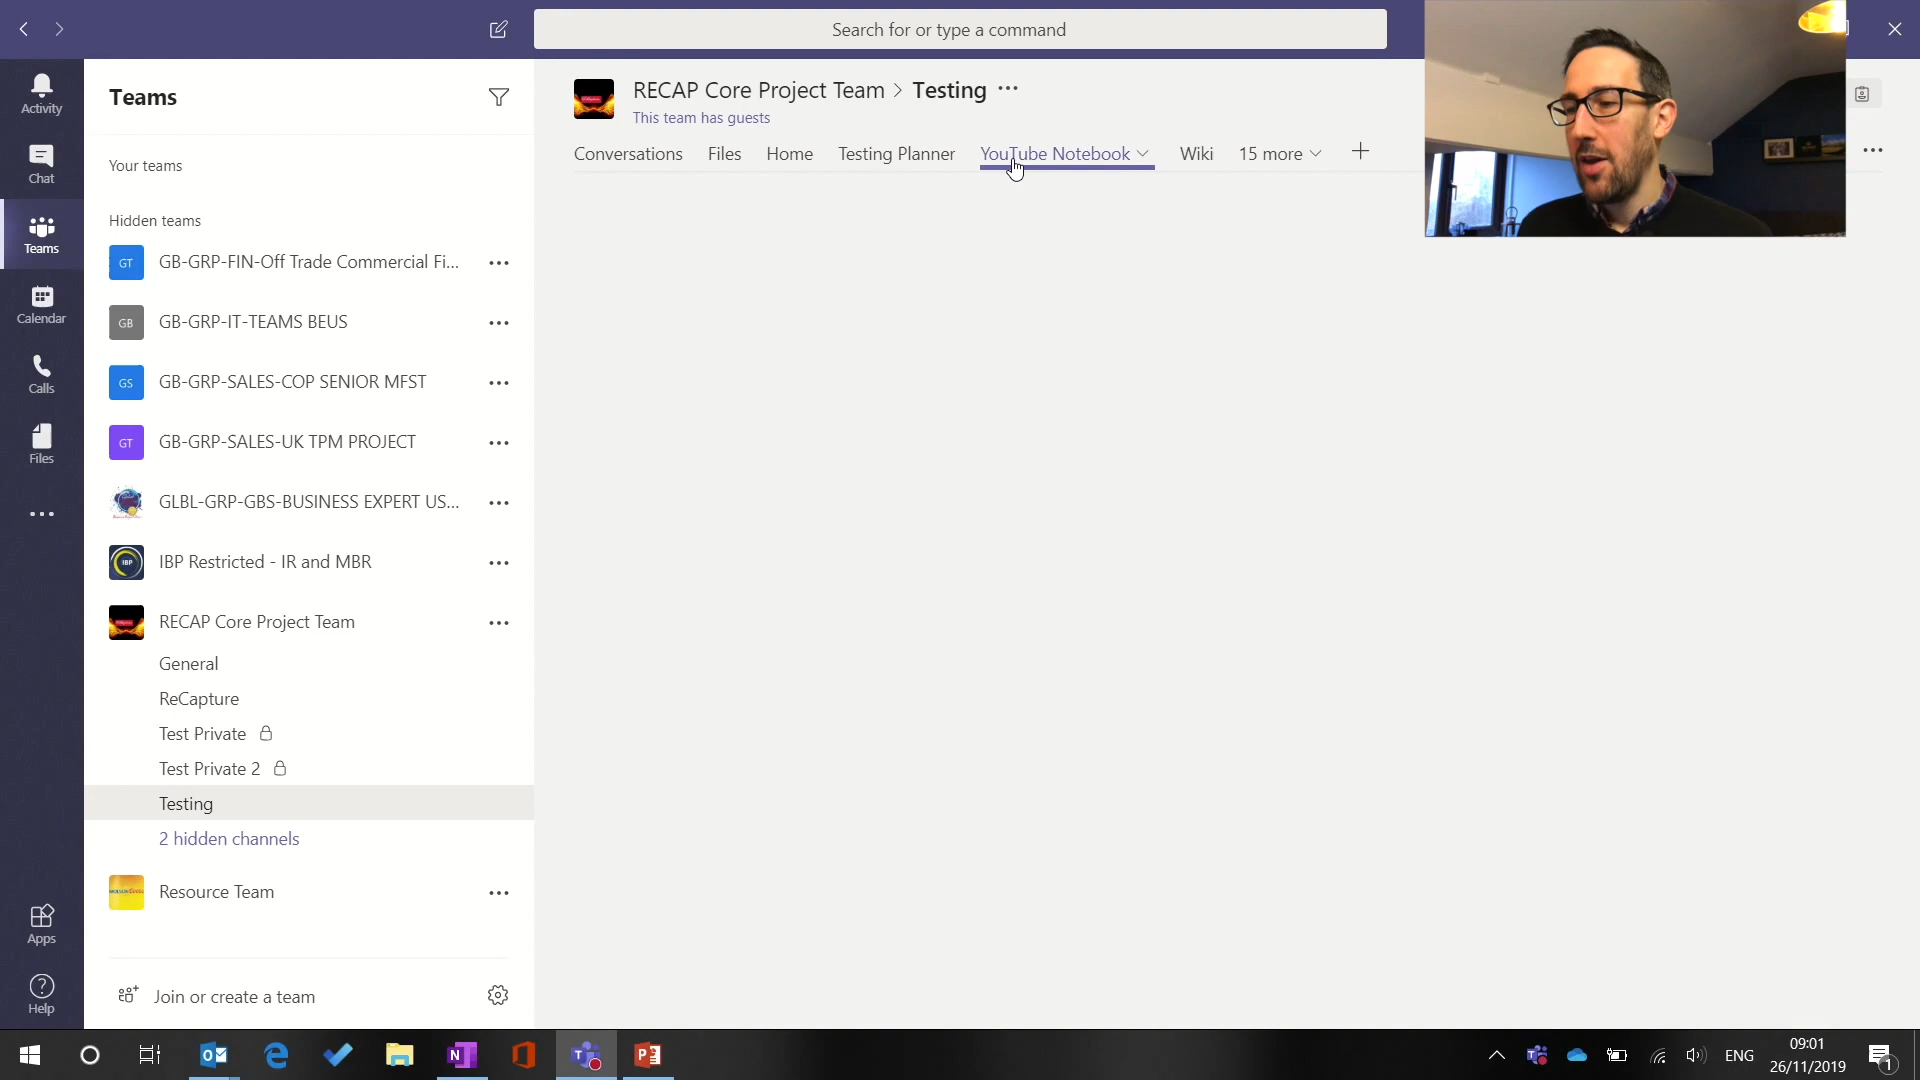 Search for or type a command
Activity
Chat
Teams
Calendar
Calls
Files
Apps
Help
Teams
Your teams
Hidden teams
GT GB-GRP-FIN-Off Trade Commercial Fi...
GB GB-GRP-IT-TEAMS BEUS
GS GB-GRP-SALES-COP SENIOR MFST
GT GB-GRP-SALES-UK TPM PROJECT
GLBL-GRP-GBS-BUSINESS EXPERT US...
IBP IBP Restricted - IR and MBR
RECAP Core Project Team
General
ReCapture
Test Private
Test Private 2
Testing
2 hidden channels
Resource Team
Join or create a team
RECAP Core Project Team > Testing
This team has guests
Conversations Files Home Testing Planner YouTube Notebook Wiki 15 more
ENG
09:01
26/11/2019
1